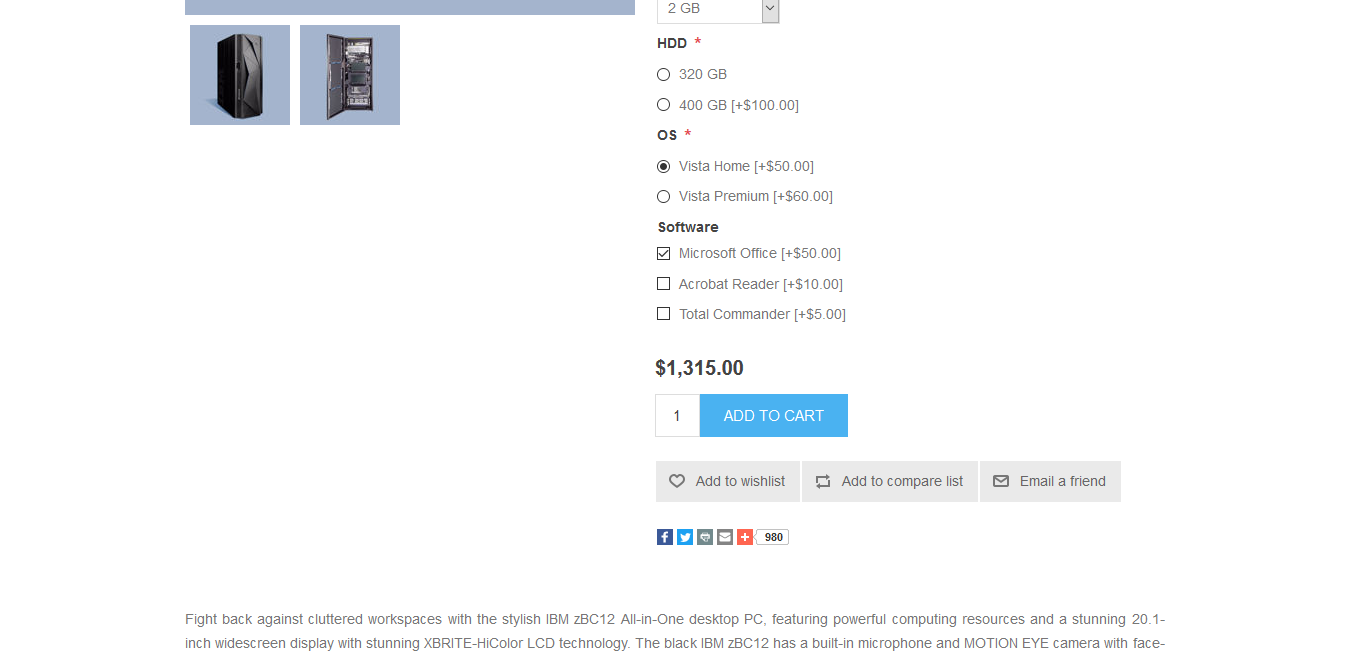 2 GB
HDD *
320 GB
400 GB [+$100.00]
OS *
Vista Home [+$50.00]
Vista Premium [+$60.00]
Software
Microsoft Office [+$50.00]
Acrobat Reader [+$10.00]
Total Commander [+$5.00]
$1,315.00
1 ADD TO CART
Add to wishlist Add to compare list Email a friend
980
Fight back against cluttered workspaces with the stylish IBM zBC12 All-in-One desktop PC, featuring powerful computing resources and a stunning 20.1-
inch widescreen display with stunning XBRITE-HiColor LCD technology. The black IBM zBC12 has a built-in microphone and MOTION EYE camera with face-